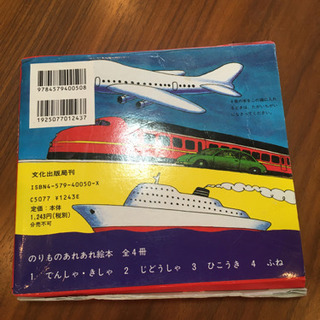 9784579400508
1925077012437
文化出版局刊
ISBN4-579-40050-X
C5077 ¥1243E
定価：本体
1,243円(税別)
分売不可
のりものあれあれ絵本 全4冊
1 でんしゃ・きしゃ 2 じどうしゃ 3 ひこうき 4 ふね